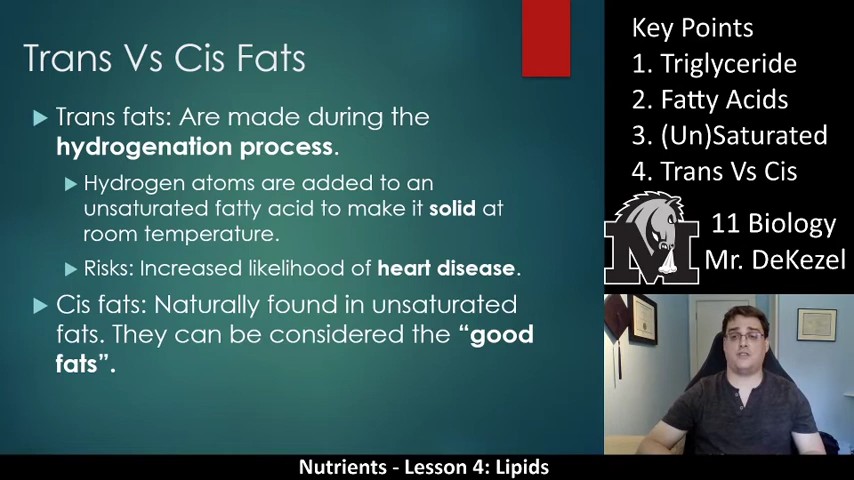 Trans Vs Cis Fats
Trans fats: Are made during the
hydrogenation process.
Hydrogen atoms are added to an
unsaturated fatty acid to make it solid at
room temperature.
Risks: Increased likelihood of heart disease.
Cis fats: Naturally found in unsaturated
fats. They can be considered the “good
fats”.
Key Points
1. Triglyceride
2. Fatty Acids
3. (Un)Saturated
4. Trans Vs Cis
M
11 Biology
Mr. DeKezel
Nutrients - Lesson 4: Lipids